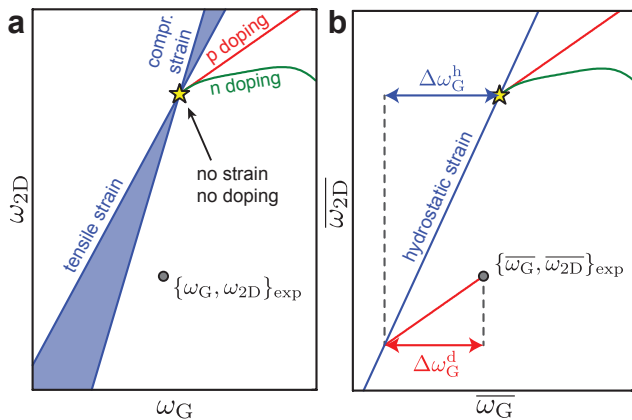 a
compr.
strain
p doping
n doping
no strain
no doping
tensile strain
{ω_G, ω_2D}_exp
ω_2D
ω_G
b
Δω_G^h
hydrostatic strain
{\overline{ω_G}, \overline{ω_2D}}_exp
Δω_G^d
\overline{ω_2D}
\overline{ω_G}